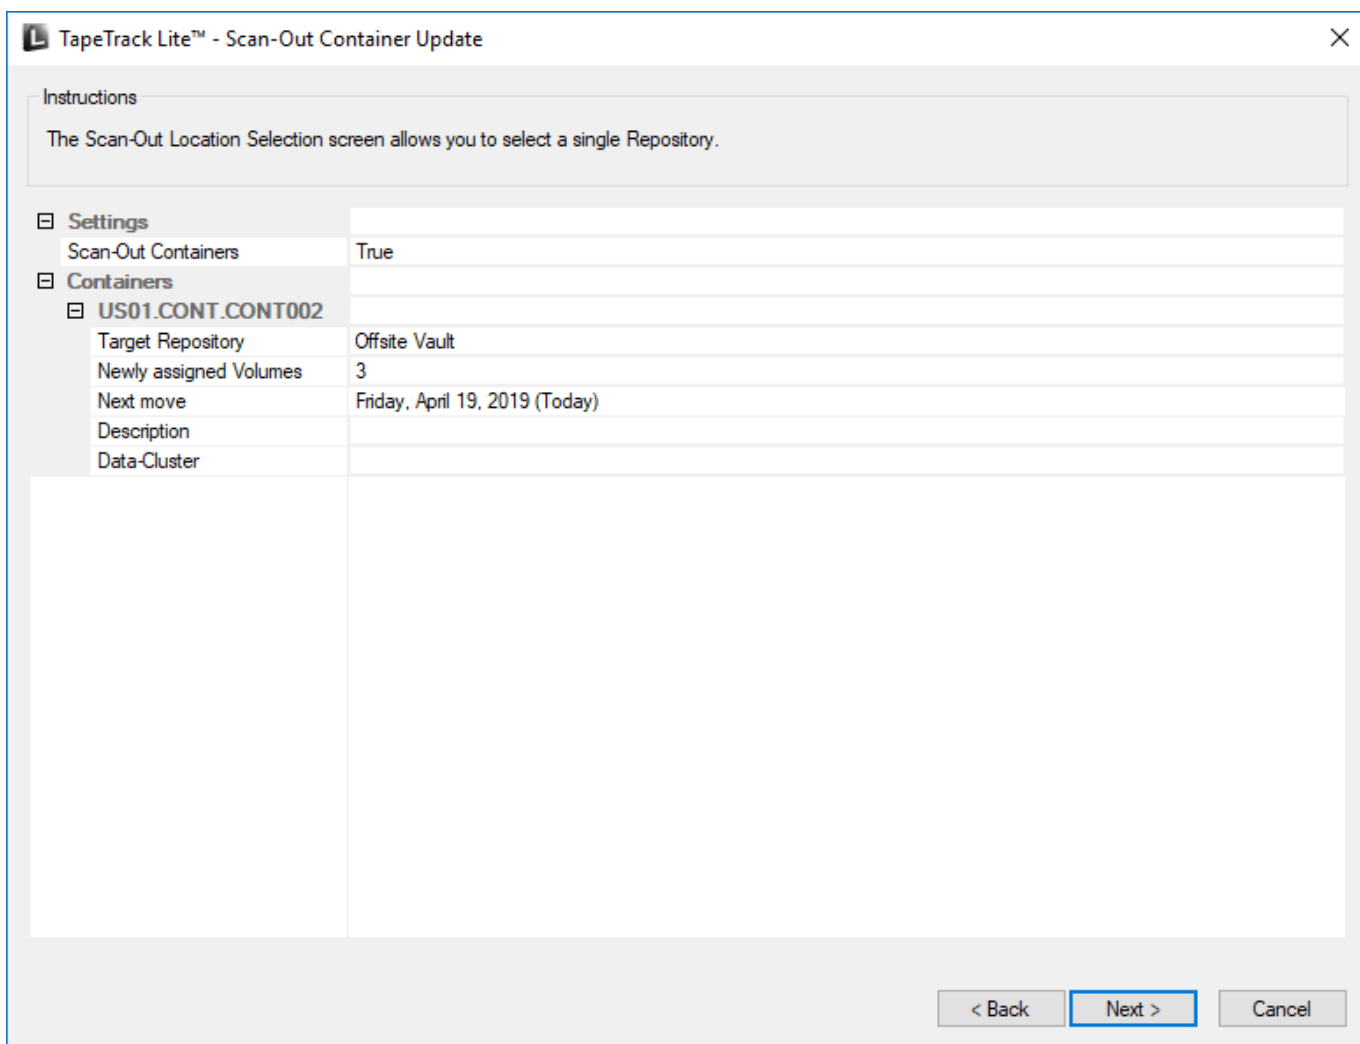 L TapeTrack Lite™ - Scan-Out Container Update
Instructions
The Scan-Out Location Selection screen allows you to select a single Repository.
Settings
Scan-Out Containers True
Containers
US01.CONT.CONT002
Target Repository Offsite Vault
Newly assigned Volumes 3
Next move Friday, April 19, 2019 (Today)
Description
Data-Cluster
< Back Next > Cancel